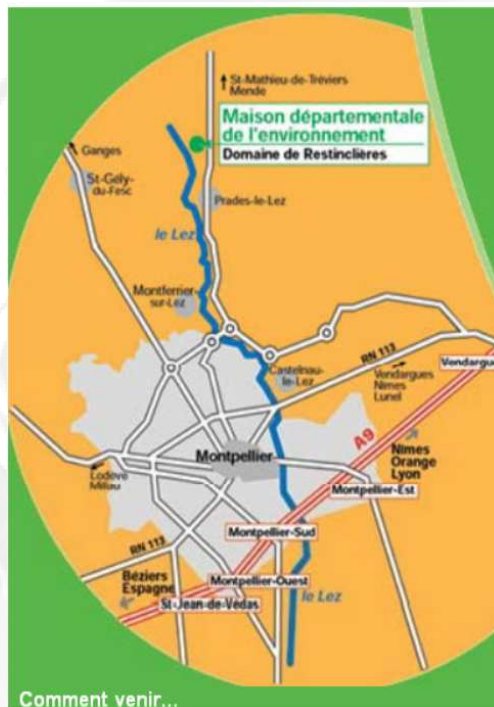 St-Mathieu-de-Tréviers
Mende
Maison départementale
de l'environnement
Domaine de Restinclières
Ganges
St-Gély-
du-Fesc
Prades-le-Lez
le Lez
Montferrier-
sur-Lez
RN 113
Vendargues
Castelnau-
le-Lez
Vendargues
Nimes
Lunel
A9
Montpellier
Nimes
Orange
Lyon
Lodève
Millau
Montpellier-Est
Montpellier-Sud
RN 113
Béziers
Espagne
Montpellier-Ouest
le Lez
St-Jean-de-Védas
Comment venir...